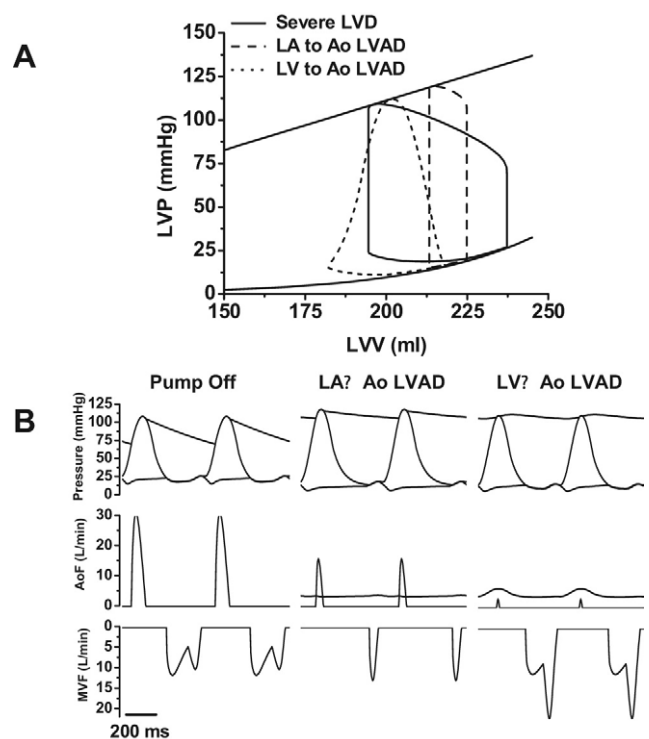 A
Severe LVD
LA to Ao LVAD
LV to Ao LVAD
LVP (mmHg)
150
125
100
75
50
25
0
150 175 200 225 250
LVV (ml)
B
Pump Off LA? Ao LVAD LV? Ao LVAD
Pressure (mmHg)
125
100
75
50
25
0
AoF (L/min)
30
20
10
0
MVF (L/min)
0
5
10
15
20
200 ms